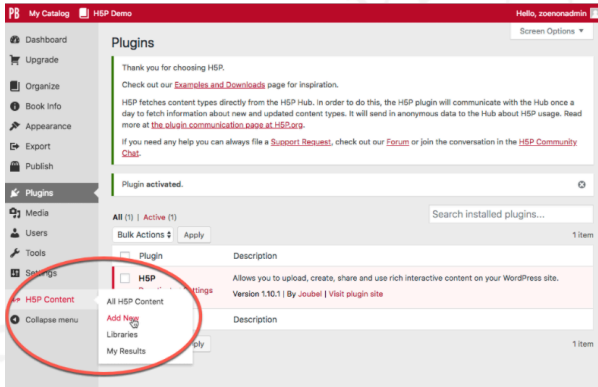 PB My Catalog H5P Demo Hello, zoenonadmin
Screen Options ▼
Dashboard
Upgrade
Organize
Book Info
Appearance
Export
Publish
Plugins
Media
Users
Tools
Settings
H5P Content
Collapse menu
All H5P Content
Add New
Libraries
My Results
Plugins
Thank you for choosing H5P.
Check out our Examples and Downloads page for inspiration.
H5P fetches content types directly from the H5P Hub. In order to do this, the H5P plugin will communicate with the Hub once a
day to fetch information about new and updated content types. It will send in anonymous data to the Hub about H5P usage. Read
more at the plugin communication page at H5P.org.
If you need any help you can always file a Support Request, check out our Forum or join the conversation in the H5P Community
Chat.
Plugin activated.
All (1) | Active (1)
Search installed plugins...
Bulk Actions Apply 1 item
Plugin Description
H5P Allows you to upload, create, share and use rich interactive content on your WordPress site.
Version 1.10.1 | By Joubel | Visit plugin site
Description
1 item